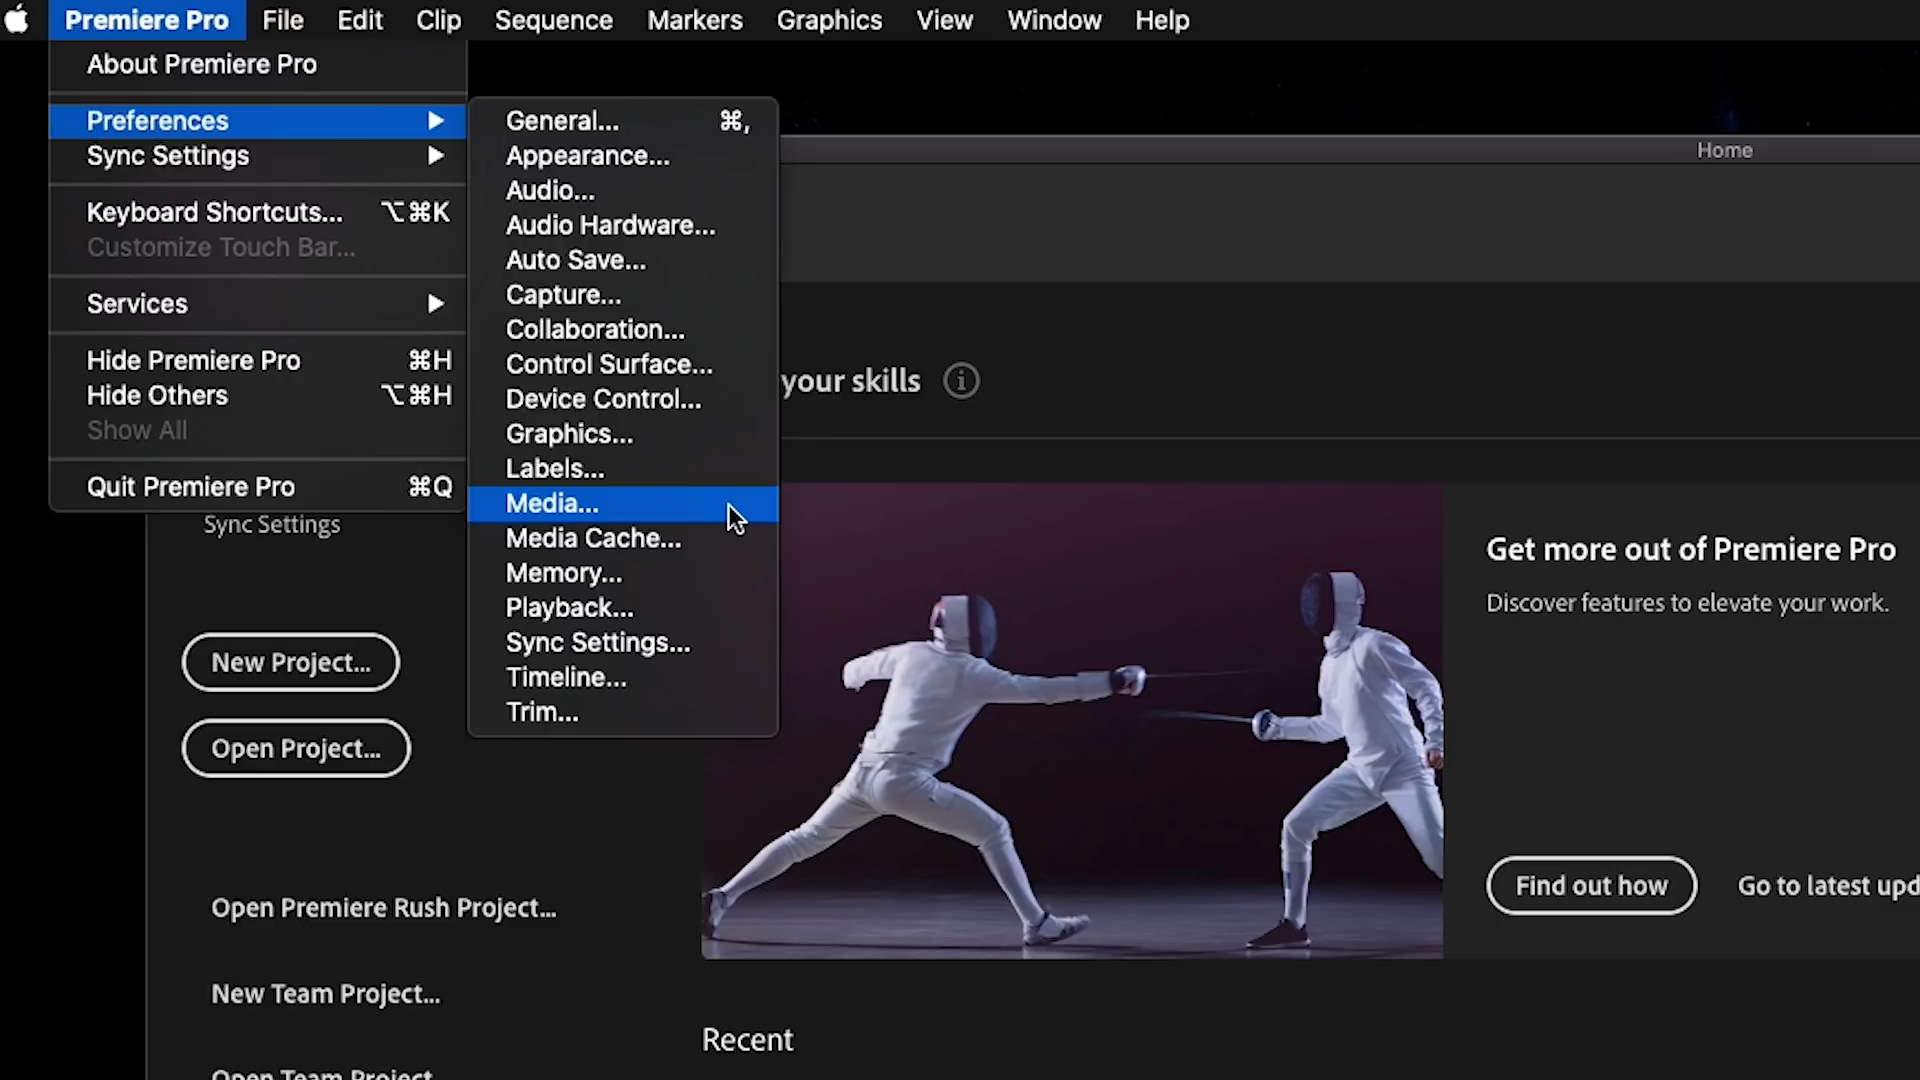 Premiere Pro File Edit Clip Sequence Markers Graphics View Window Help
About Premiere Pro
Preferences
Sync Settings
Keyboard Shortcuts... ⌥⌘K
Customize Touch Bar...
Services
Hide Premiere Pro ⌘H
Hide Others ⌥⌘H
Show All
Quit Premiere Pro ⌘Q
General... ⌘,
Appearance...
Audio...
Audio Hardware...
Auto Save...
Capture...
Collaboration...
Control Surface...
Device Control...
Graphics...
Labels...
Media...
Media Cache...
Memory...
Playback...
Sync Settings...
Timeline...
Trim...
Home
your skills
Sync Settings
New Project...
Open Project...
Open Premiere Rush Project...
New Team Project...
Open Team Project
Get more out of Premiere Pro
Discover features to elevate your work.
Find out how Go to latest upd
Recent